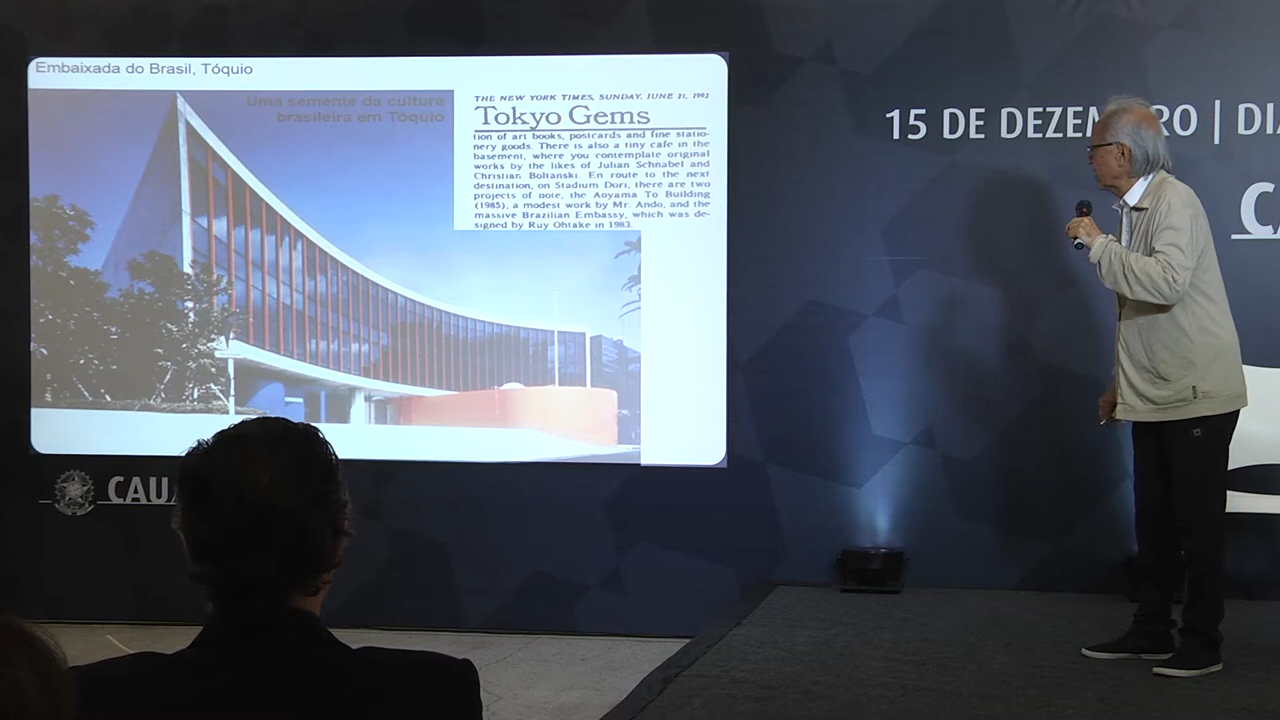 Embaixada do Brasil, Tóquio
Uma semente da cultura
brasileira em Tóquio
THE NEW YORK TIMES, SUNDAY, JUNE 21, 1992
Tokyo Gems
tion of art books, postcards and fine statio-
nery goods. There is also a tiny cafe in the
basement, where you contemplate original
works by the likes of Julian Schnabel and
Christian Boltanski. En route to the next
destination, on Stadium Dori, there are two
projects of note, the Aoyama To Building
(1985), a modest work by Mr. Ando, and the
massive Brazilian Embassy, which was de-
signed by Ruy Ohtake in 1983.
15 DE DEZEM RO | DI
CA
CAU